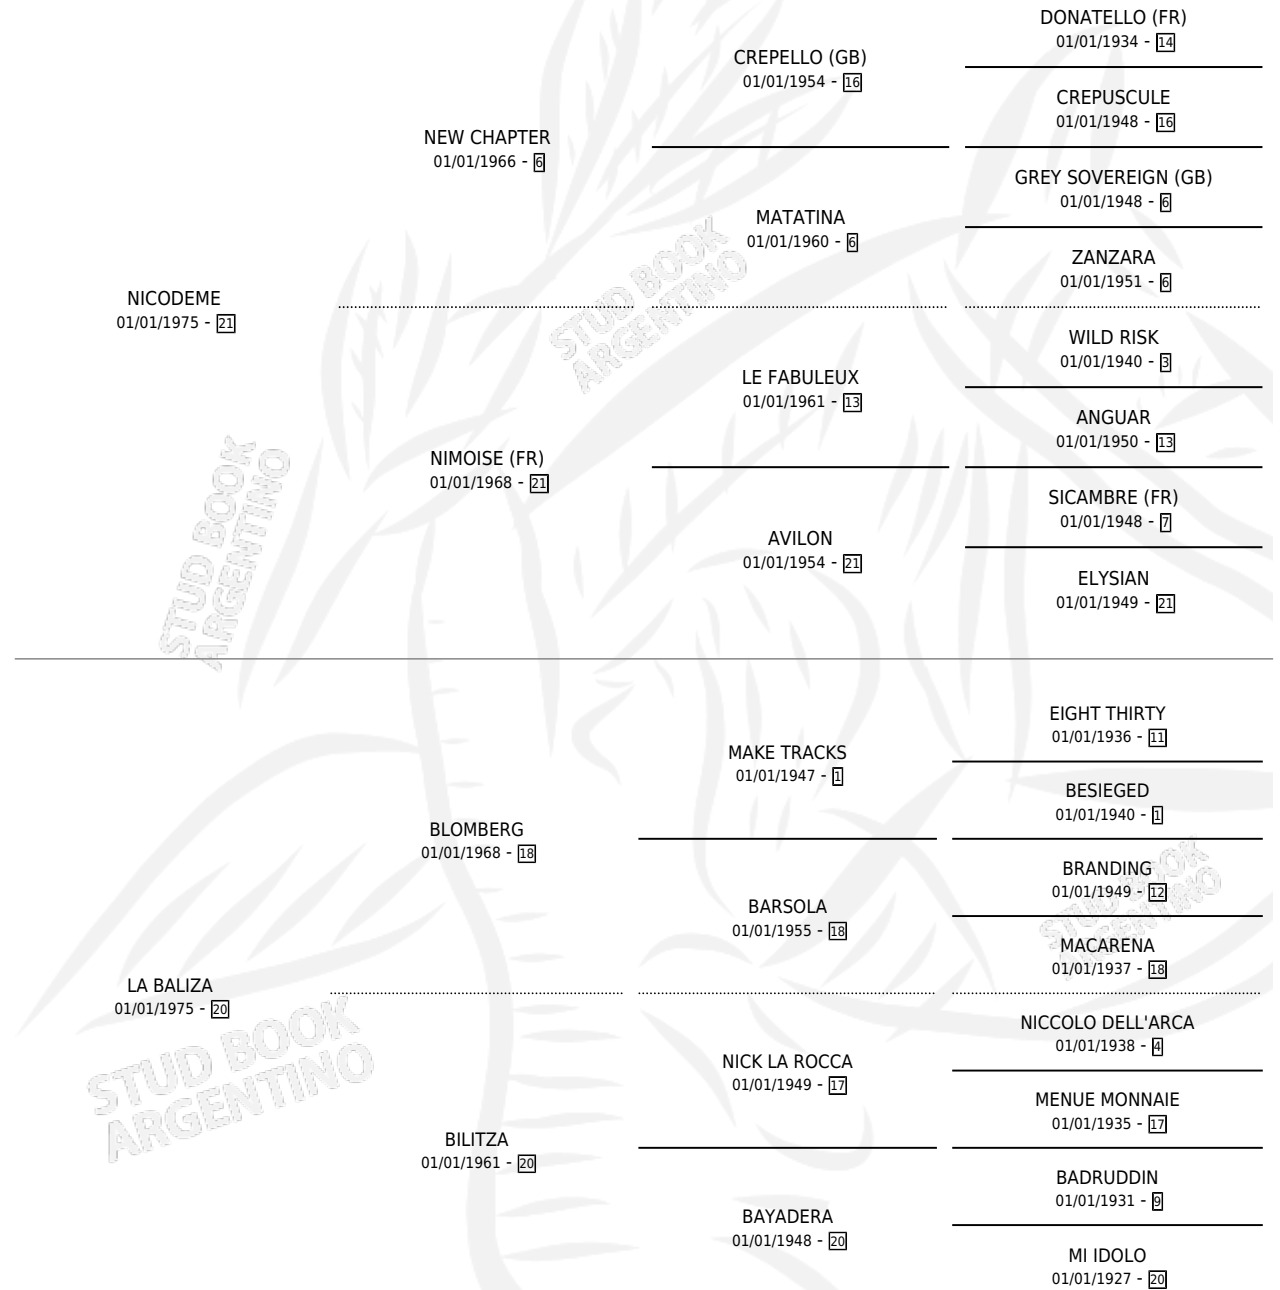 DONATELLO (FR)
01/01/1934 - 14
CREPELLO (GB)
01/01/1954 - 16
CREPUSCULE
01/01/1948 - 16
NEW CHAPTER
01/01/1966 - 6
GREY SOVEREIGN (GB)
01/01/1948 - 6
MATATINA
01/01/1960 - 6
ZANZARA
01/01/1951 - 6
NICODEME
01/01/1975 - 21
WILD RISK
01/01/1940 - 3
LE FABULEUX
01/01/1961 - 13
ANGUAR
01/01/1950 - 13
NIMOISE (FR)
01/01/1968 - 21
SICAMBRE (FR)
01/01/1948 - 7
AVILON
01/01/1954 - 21
ELYSIAN
01/01/1949 - 21
EIGHT THIRTY
01/01/1936 - 11
MAKE TRACKS
01/01/1947 - 1
BESIEGED
01/01/1940 - 1
BLOMBERG
01/01/1968 - 18
BRANDING
01/01/1949 - 12
BARSOLA
01/01/1955 - 18
MACARENA
01/01/1937 - 18
LA BALIZA
01/01/1975 - 20
NICCOLO DELL'ARCA
01/01/1938 - 4
NICK LA ROCCA
01/01/1949 - 17
MENUE MONNAIE
01/01/1935 - 17
BILITZA
01/01/1961 - 20
BADRUDDIN
01/01/1931 - 9
BAYADERA
01/01/1948 - 20
MI IDOLO
01/01/1927 - 20
STUD BOOK
ARGENTINO
STUD BOOK
ARGENTINO
STUD BOOK
ARGENTINO
STUD BOOK
ARGENTINO